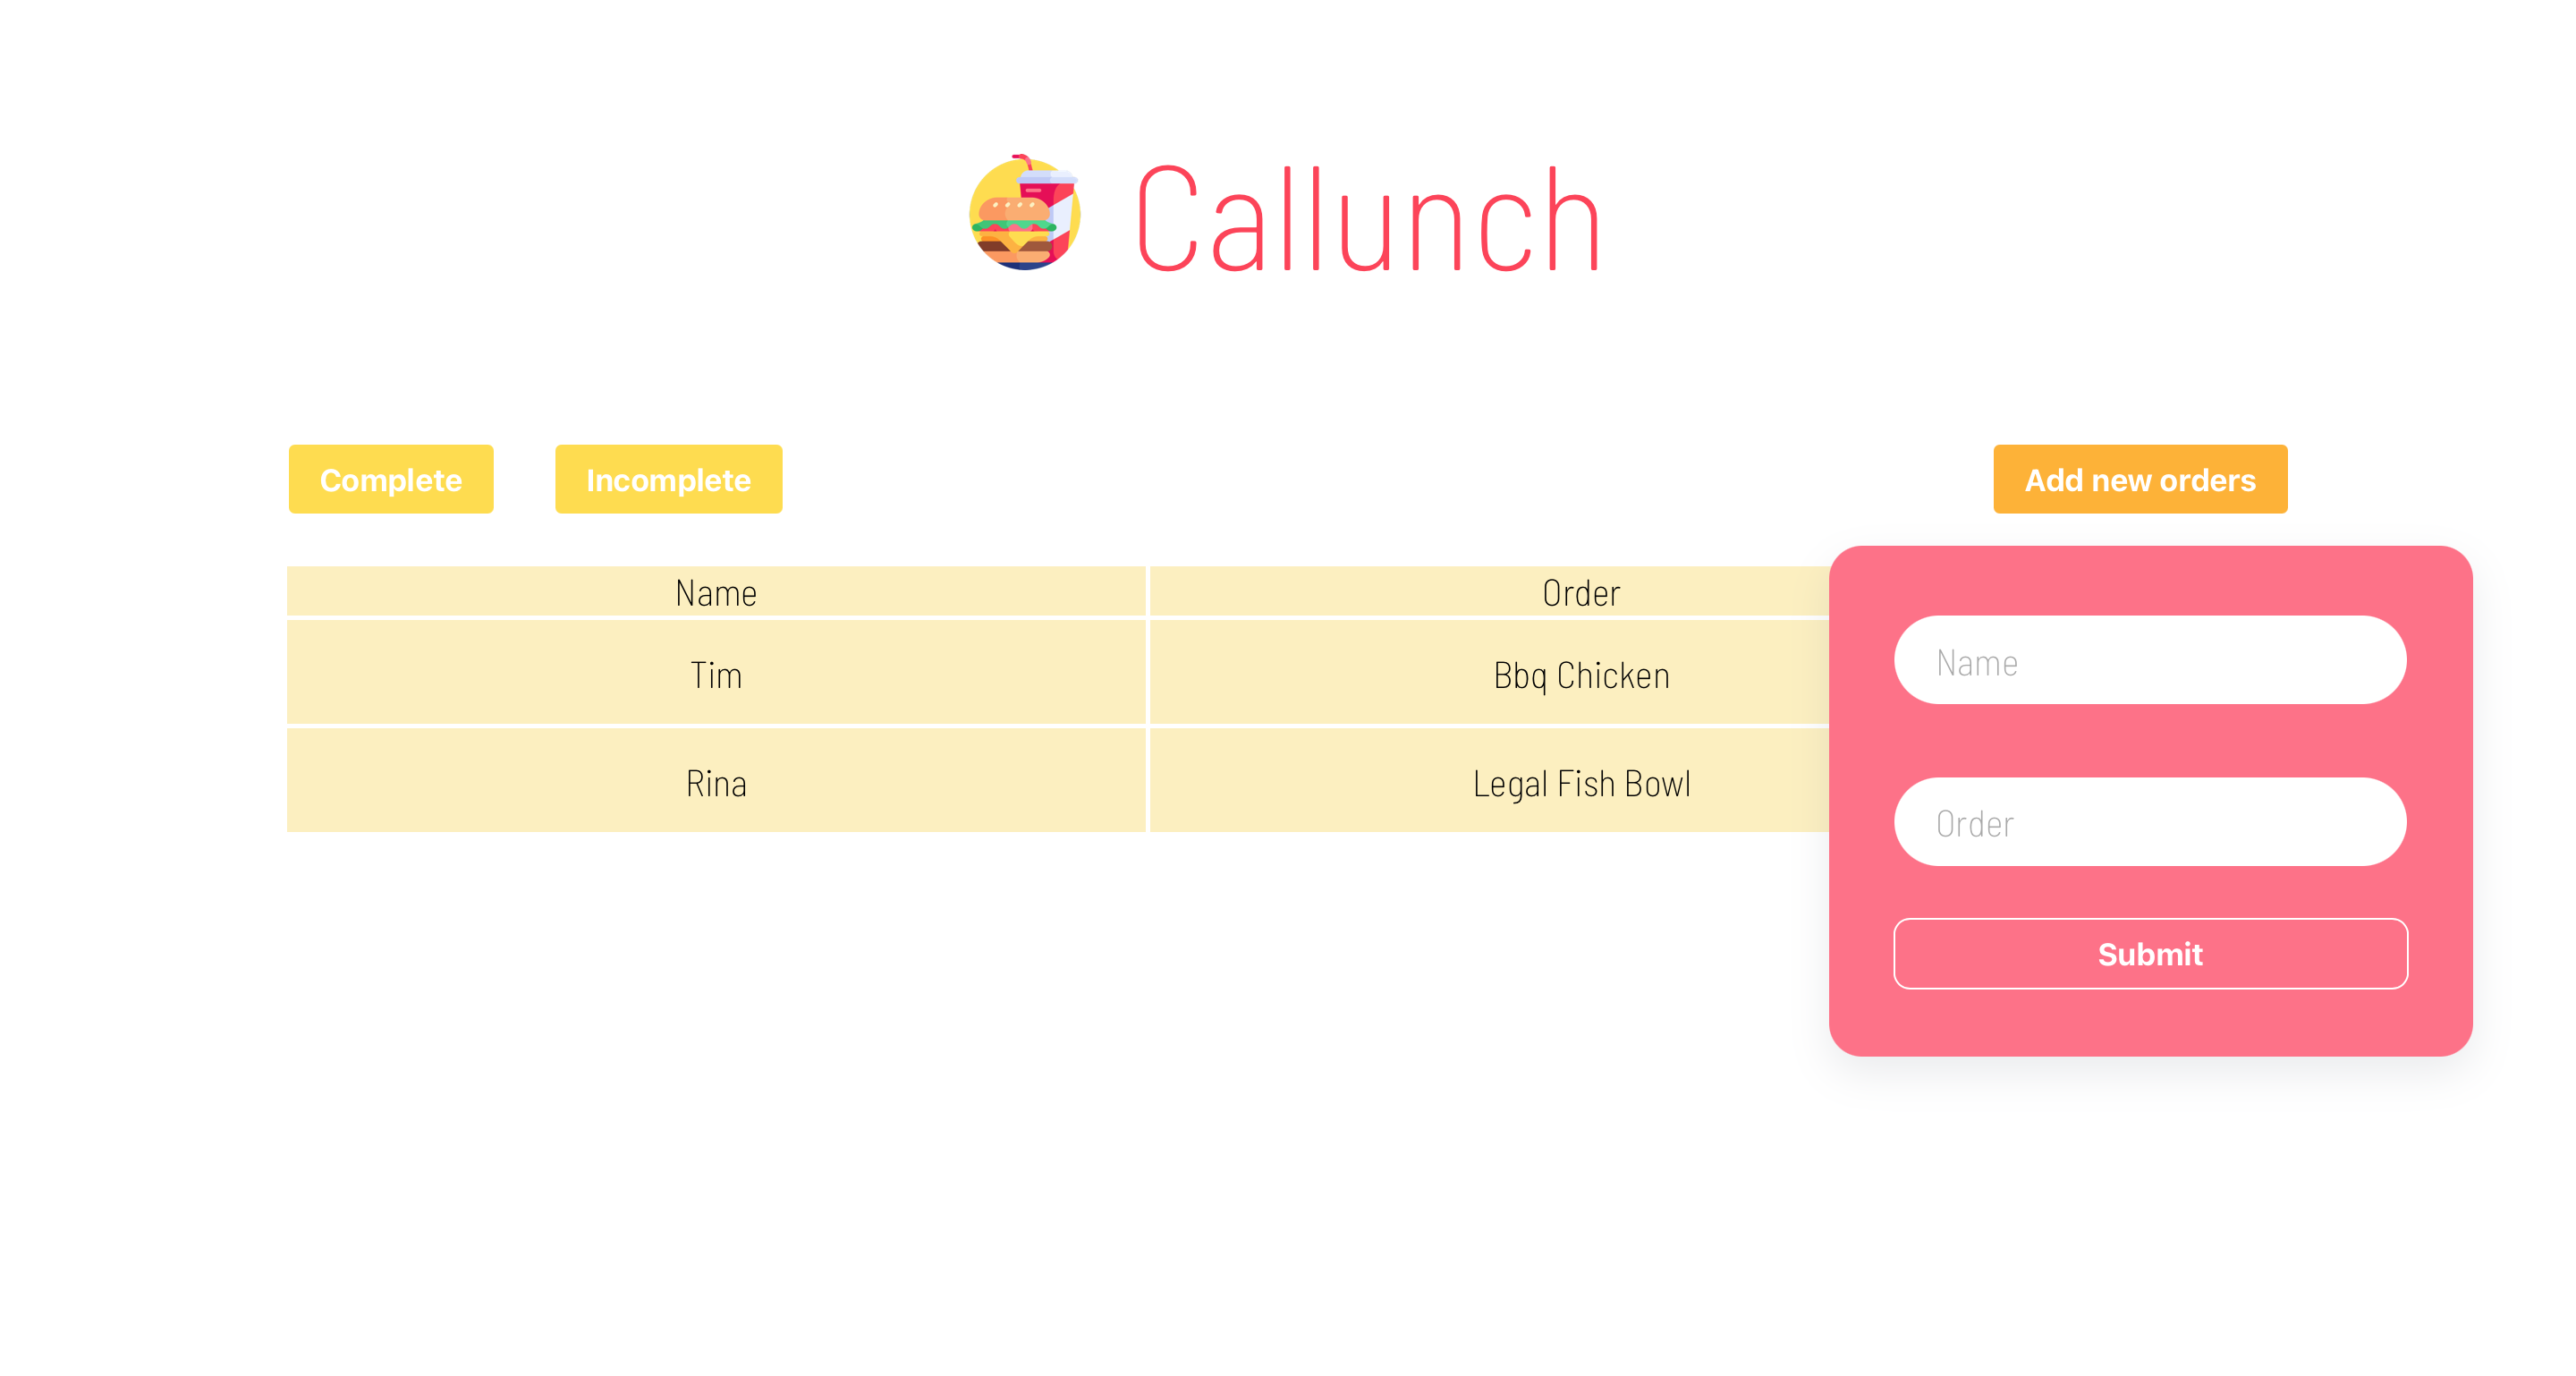 Callunch
Complete
Incomplete
Add new orders
Name
Order
Tim
Bbq Chicken
Rina
Legal Fish Bowl
Name
Order
Submit